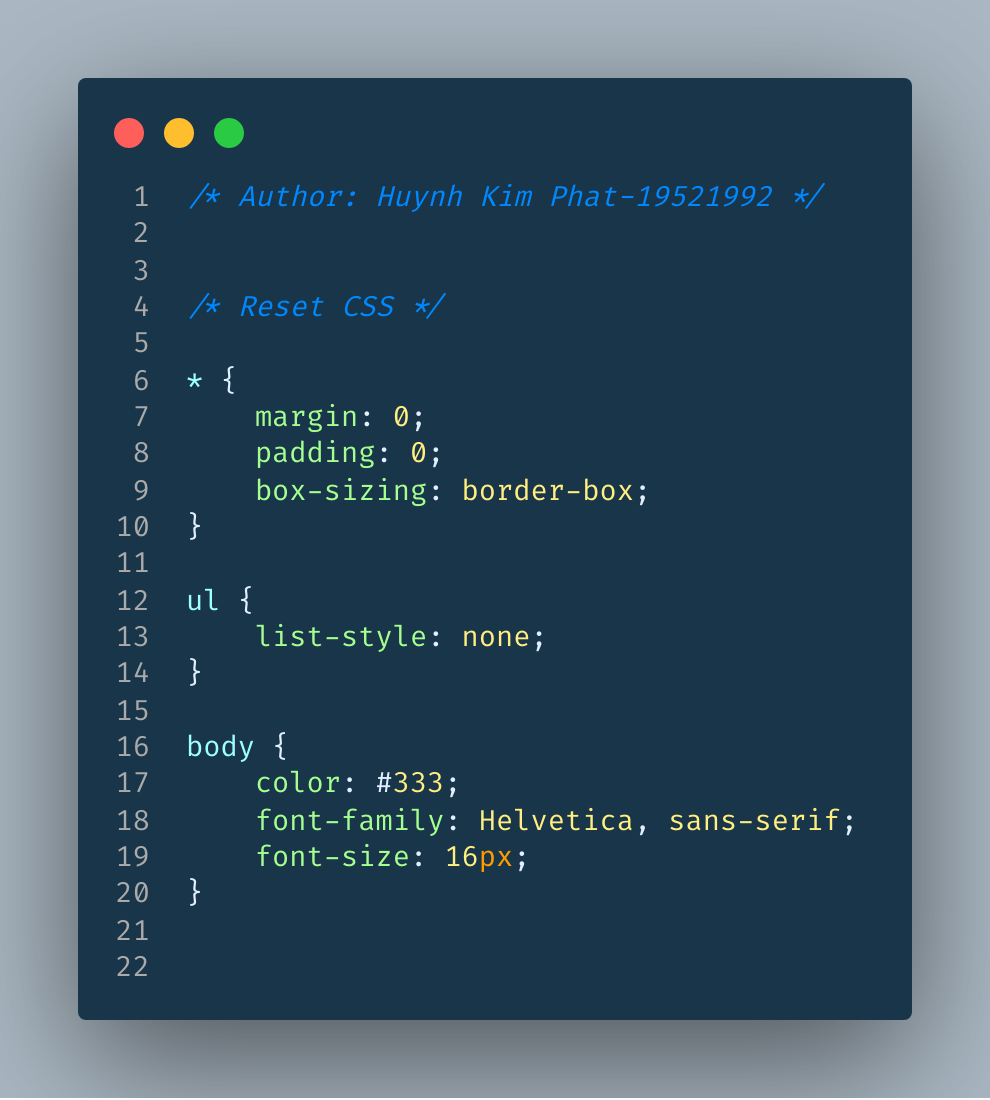 1 /* Author: Huynh Kim Phat-19521992 */
2
3
4 /* Reset CSS */
5
6 * {
7     margin: 0;
8     padding: 0;
9     box-sizing: border-box;
10 }
11
12 ul {
13     list-style: none;
14 }
15
16 body {
17     color: #333;
18     font-family: Helvetica, sans-serif;
19     font-size: 16px;
20 }
21
22